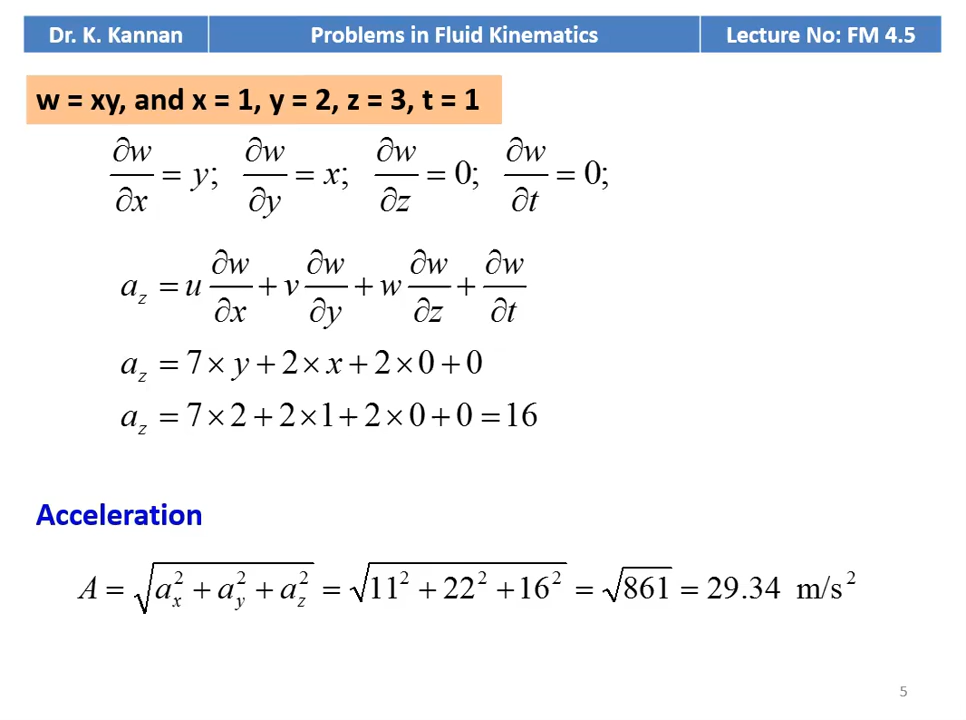 Dr. K. Kannan Problems in Fluid Kinematics Lecture No: FM 4.5
w = xy, and x = 1, y = 2, z = 3, t = 1
∂w/∂x = y; ∂w/∂y = x; ∂w/∂z = 0; ∂w/∂t = 0;
a_z = u ∂w/∂x + v ∂w/∂y + w ∂w/∂z + ∂w/∂t
a_z = 7 × y + 2 × x + 2 × 0 + 0
a_z = 7 × 2 + 2 × 1 + 2 × 0 + 0 = 16
Acceleration
A = √(a_x² + a_y² + a_z²) = √(11² + 22² + 16²) = √861 = 29.34 m/s²
5